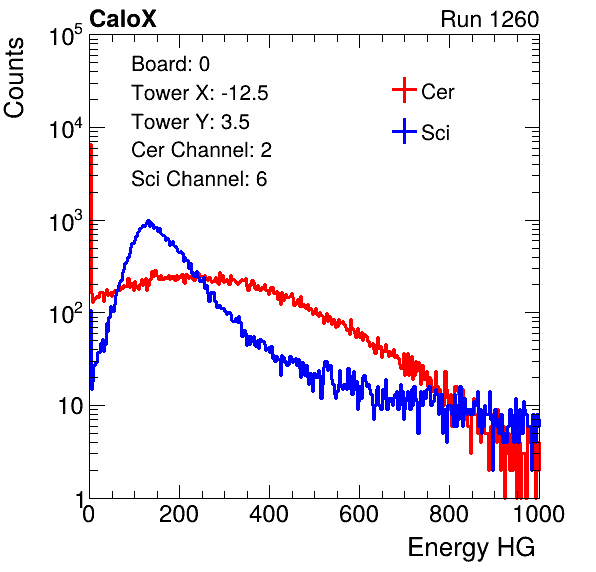 CaloX Run 1260
Counts
Board: 0
Tower X: -12.5
Tower Y: 3.5
Cer Channel: 2
Sci Channel: 6
Cer
Sci
10^5
10^4
10^3
10^2
10
1
0 200 400 600 800 1000
Energy HG